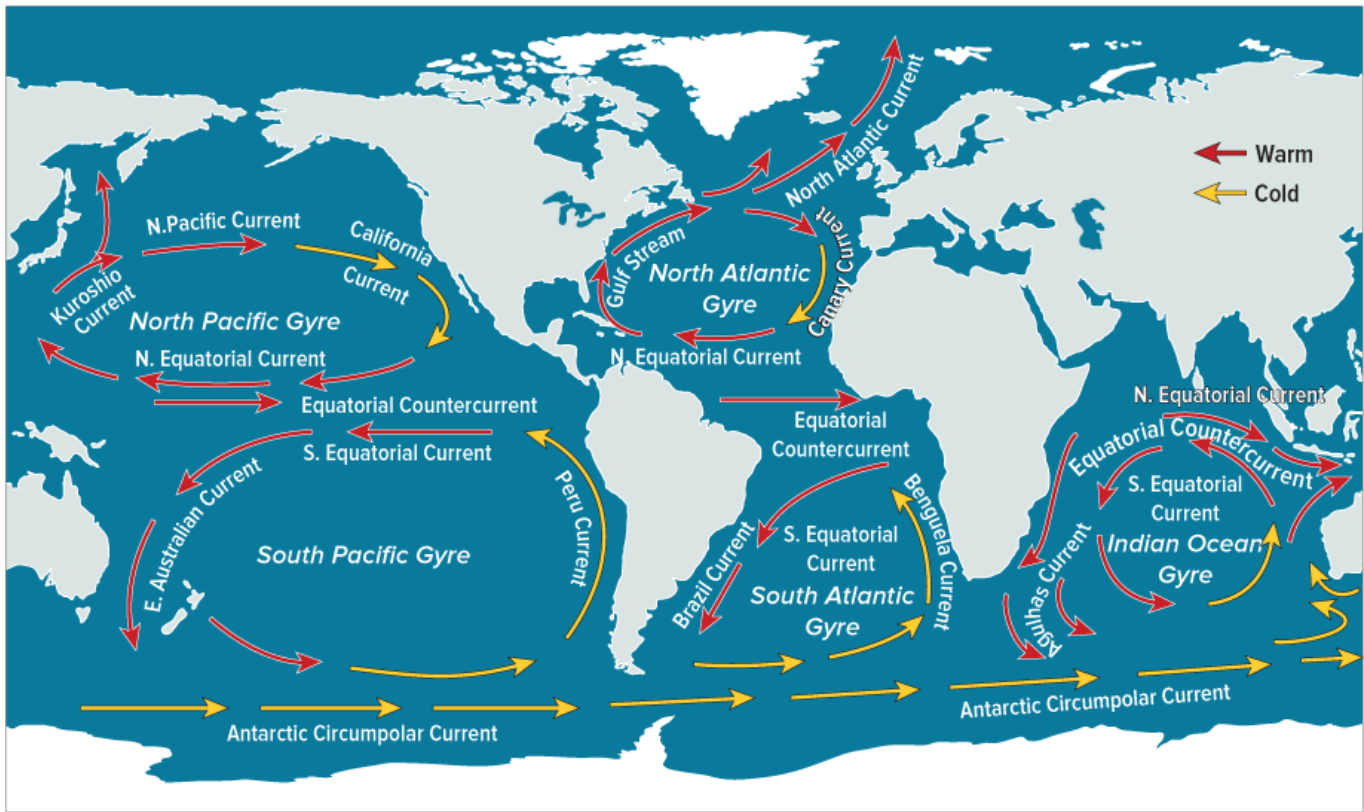 North Atlantic Current
Warm
Cold
N.Pacific Current
California
Current
Kuroshio
Current
North Pacific Gyre
N. Equatorial Current
Equatorial Countercurrent
S. Equatorial Current
E. Australian Current
South Pacific Gyre
Peru Current
Gulf Stream
North Atlantic
Gyre
Canary Current
N. Equatorial Current
Equatorial
Countercurrent
Brazil Current
S. Equatorial
Current
South Atlantic
Gyre
Benguela Current
N. Equatorial Current
Equatorial Countercurrent
S. Equatorial
Current
Indian Ocean
Gyre
Agulhas Current
Antarctic Circumpolar Current
Antarctic Circumpolar Current